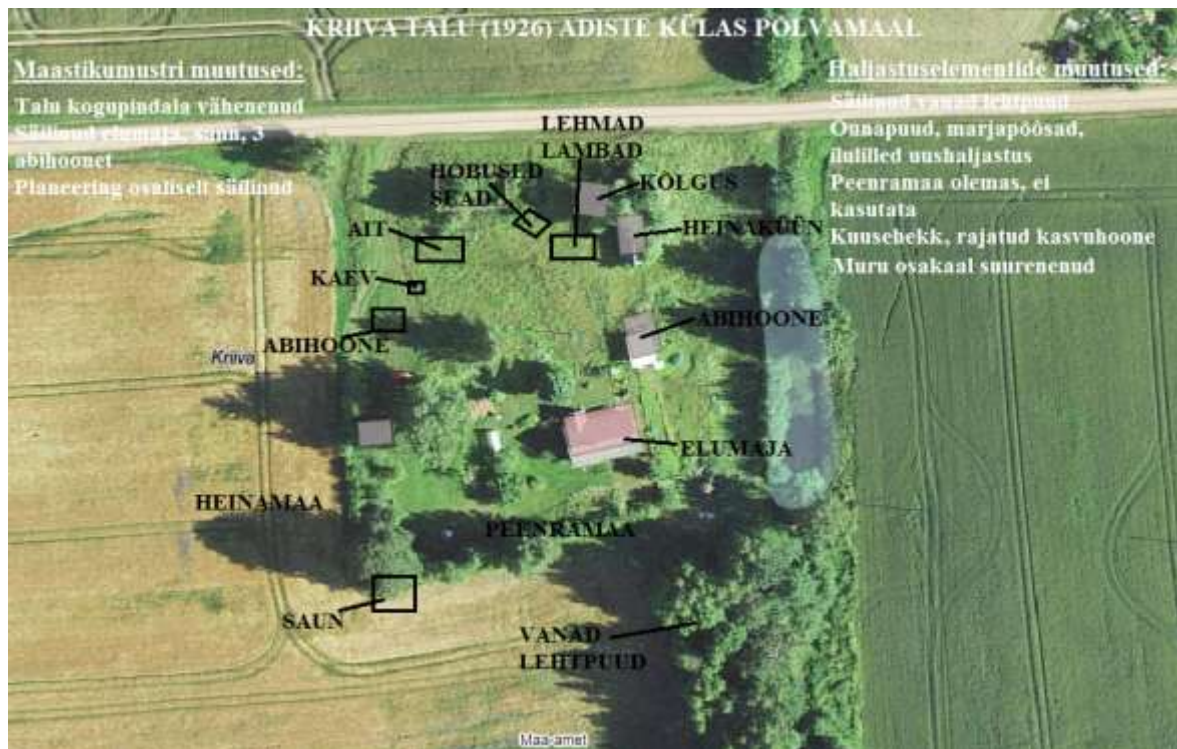 KRIIVA TALU (1926) ADISTE KÜLAS PÕLVAMAAL
Maastikumustri muutused:
Talu kogupindala vähenenud
Säilinud elumaja, saun, 3
abihoonet
Planeering osaliselt säilinud
Haljastuselementide muutused:
Säilinud vanad lehtpuud
Õunapuud, marjapõõsad,
ilulilled uushaljastus
Peenramaa olemas, ei
kasutata
Kuusehekk, rajatud kasvuhoone
Muru osakaal suurenenud
LEHMAD
LAMBAD
HOBUSED
SEAD
KÕLGUS
AIT
HEINAKÜÜN
KAEV
ABIHOONE
ABIHOONE
Kriiva
ELUMAJA
HEINAMAA
PEENRAMAA
SAUN
VANAD
LEHTPUUD
Maa-amet